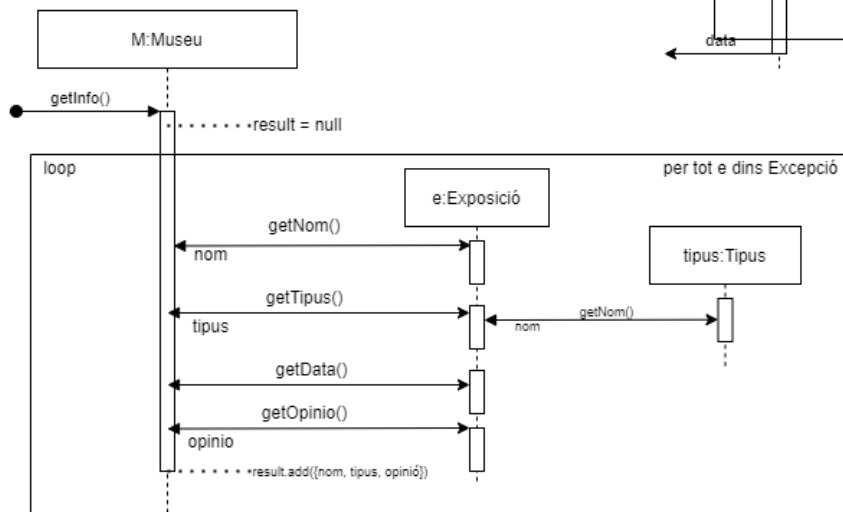 M:Museu
data
getInfo()
result = null
loop
per tot e dins Excepció
e:Exposició
getNom()
nom
tipus:Tipus
getTipus()
tipus
getNom()
nom
getData()
getOpinio()
opinio
result.add({nom, tipus, opinió})